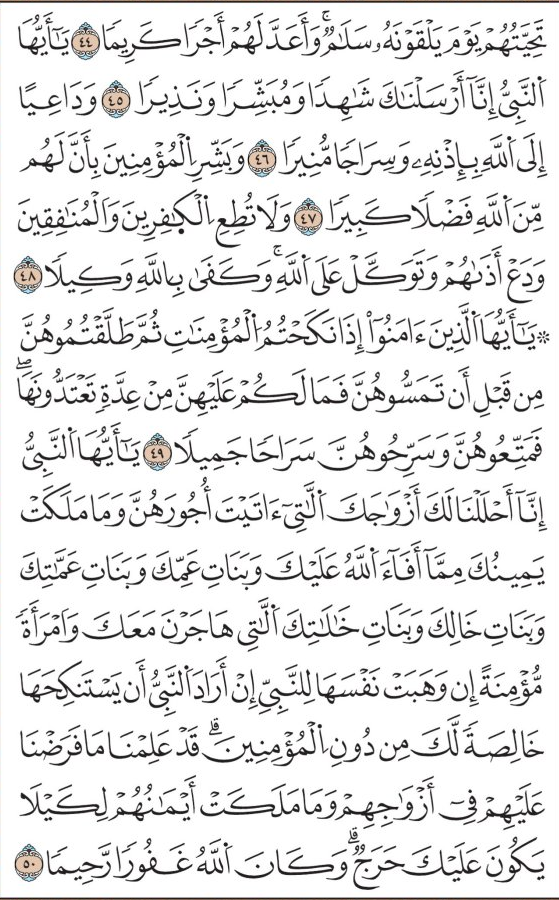 تَحِيَّتُهُمْ يَوْمَ يَلْقَوْنَهُۥ سَلَٰمٌۚ وَأَعَدَّ لَهُمْ أَجْرًا كَرِيمًا ٤٤ يَٰٓأَيُّهَا
ٱلنَّبِىُّ إِنَّآ أَرْسَلْنَٰكَ شَٰهِدًا وَمُبَشِّرًا وَنَذِيرًا ٤٥ وَدَاعِيًا
إِلَى ٱللَّهِ بِإِذْنِهِۦ وَسِرَاجًا مُّنِيرًا ٤٦ وَبَشِّرِ ٱلْمُؤْمِنِينَ بِأَنَّ لَهُم
مِّنَ ٱللَّهِ فَضْلًا كَبِيرًا ٤٧ وَلَا تُطِعِ ٱلْكَٰفِرِينَ وَٱلْمُنَٰفِقِينَ
وَدَعْ أَذَىٰهُمْ وَتَوَكَّلْ عَلَى ٱللَّهِۚ وَكَفَىٰ بِٱللَّهِ وَكِيلًا ٤٨
۞ يَٰٓأَيُّهَا ٱلَّذِينَ ءَامَنُوٓا۟ إِذَا نَكَحْتُمُ ٱلْمُؤْمِنَٰتِ ثُمَّ طَلَّقْتُمُوهُنَّ
مِن قَبْلِ أَن تَمَسُّوهُنَّ فَمَا لَكُمْ عَلَيْهِنَّ مِنْ عِدَّةٍ تَعْتَدُّونَهَاۖ
فَمَتِّعُوهُنَّ وَسَرِّحُوهُنَّ سَرَاحًا جَمِيلًا ٤٩ يَٰٓأَيُّهَا ٱلنَّبِىُّ
إِنَّآ أَحْلَلْنَا لَكَ أَزْوَٰجَكَ ٱلَّٰتِىٓ ءَاتَيْتَ أُجُورَهُنَّ وَمَا مَلَكَتْ
يَمِينُكَ مِمَّآ أَفَآءَ ٱللَّهُ عَلَيْكَ وَبَنَاتِ عَمِّكَ وَبَنَاتِ عَمَّٰتِكَ
وَبَنَاتِ خَالِكَ وَبَنَاتِ خَٰلَٰتِكَ ٱلَّٰتِى هَاجَرْنَ مَعَكَ وَٱمْرَأَةً
مُّؤْمِنَةً إِن وَهَبَتْ نَفْسَهَا لِلنَّبِىِّ إِنْ أَرَادَ ٱلنَّبِىُّ أَن يَسْتَنكِحَهَا
خَالِصَةً لَّكَ مِن دُونِ ٱلْمُؤْمِنِينَۗ قَدْ عَلِمْنَا مَا فَرَضْنَا
عَلَيْهِمْ فِىٓ أَزْوَٰجِهِمْ وَمَا مَلَكَتْ أَيْمَٰنُهُمْ لِكَيْلَا
يَكُونَ عَلَيْكَ حَرَجٌۗ وَكَانَ ٱللَّهُ غَفُورًا رَّحِيمًا ٥٠